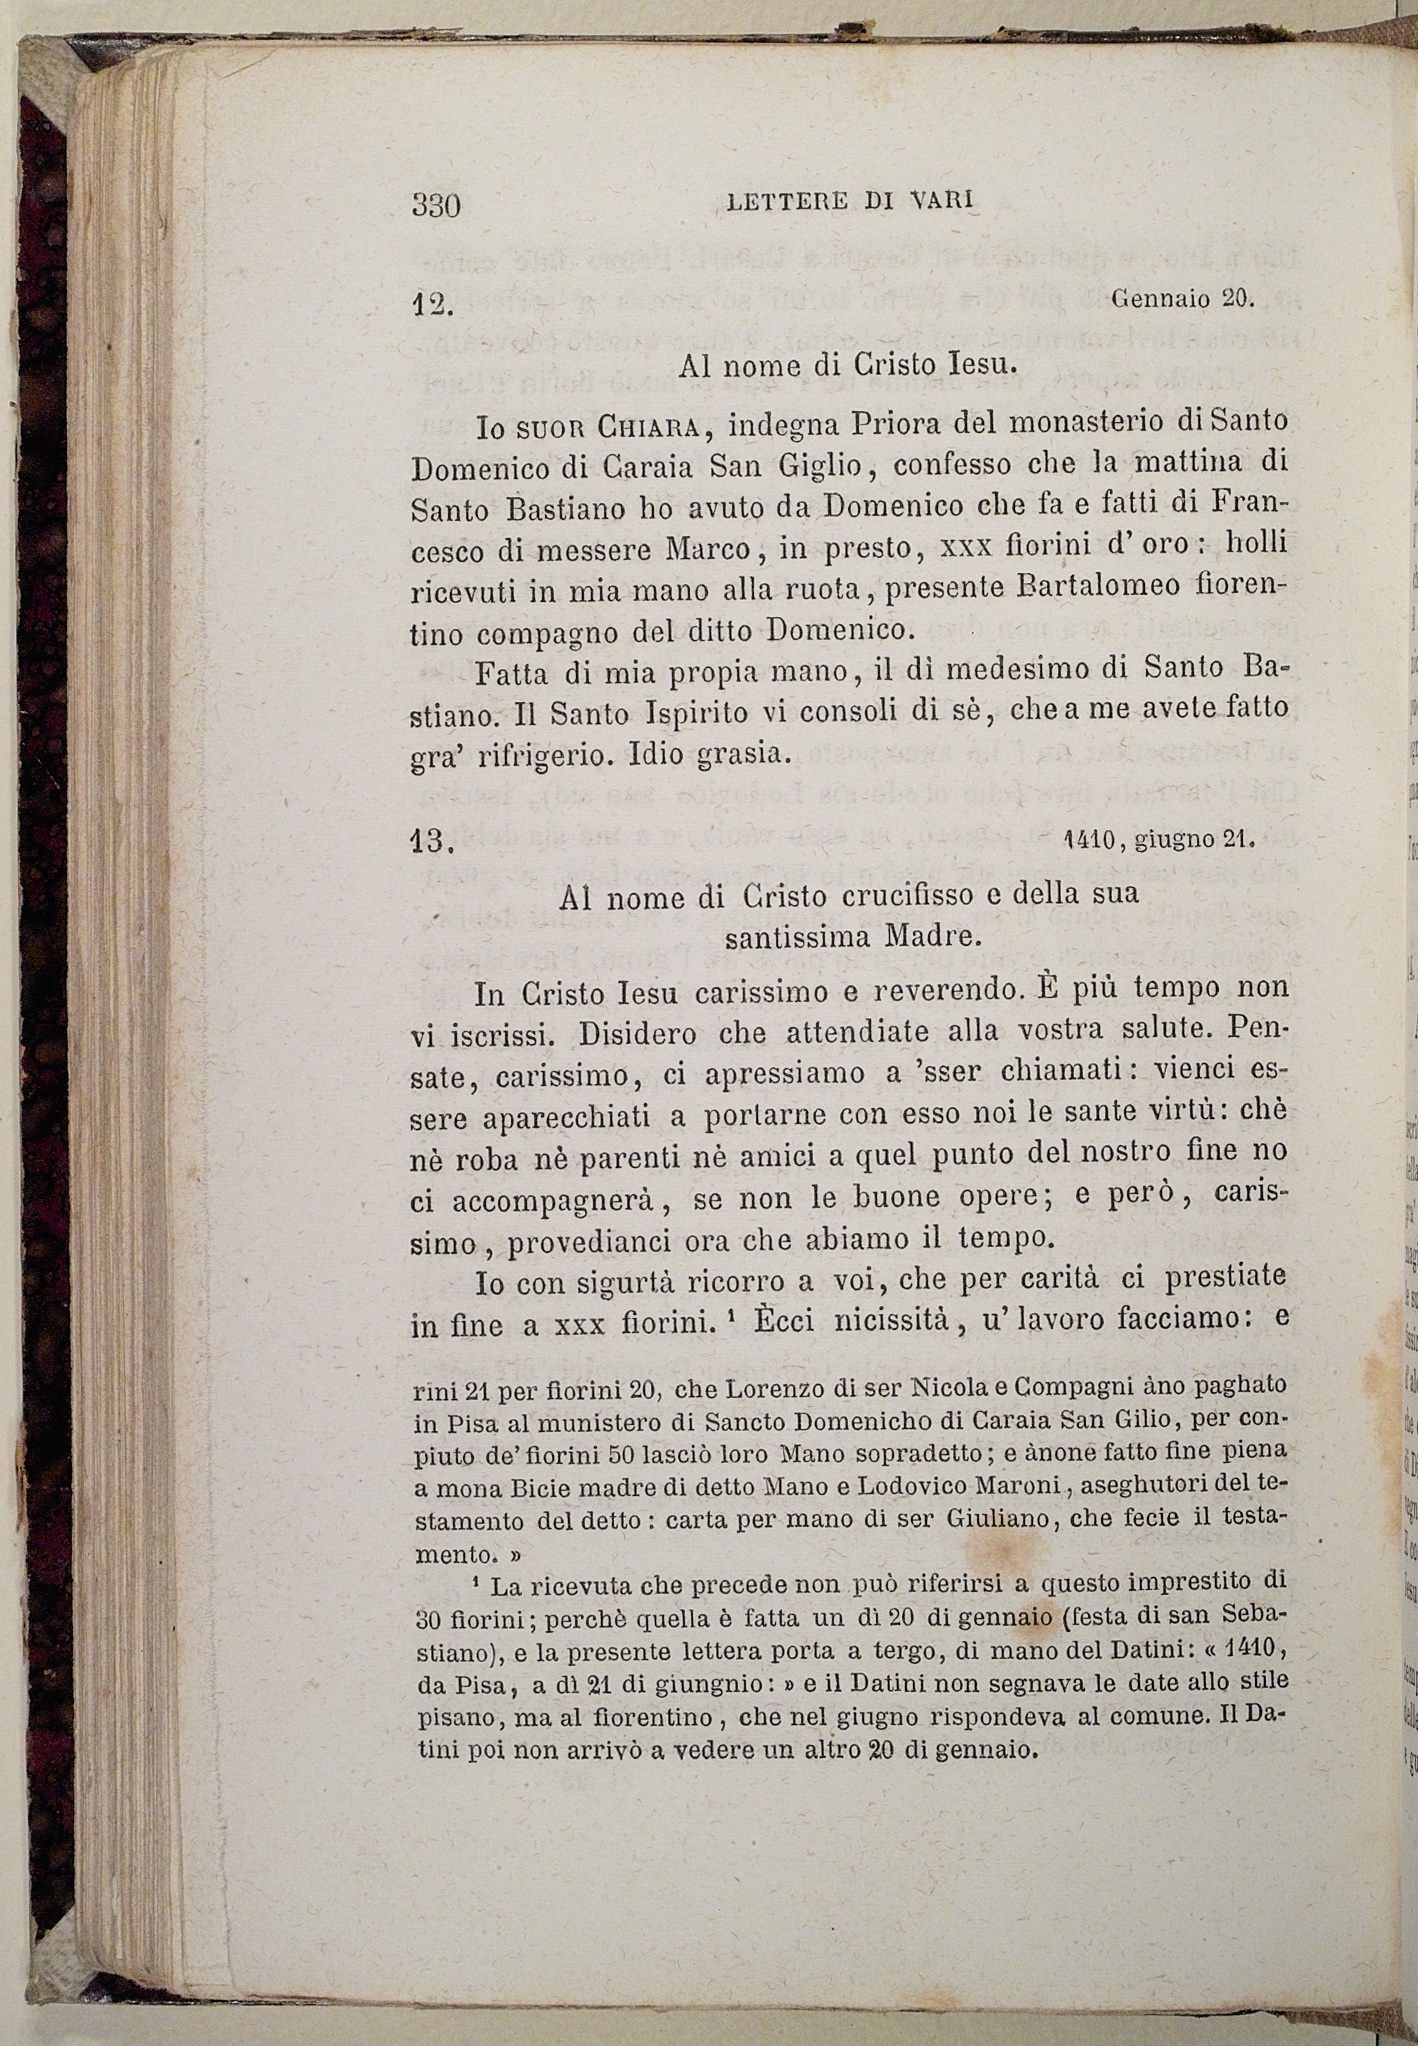 330
LETTERE DI VARI
12.
Gennaio 20.
Al nome di Cristo Iesu.
Io SUOR CHIARA, indegna Priora del monasterio di Santo
Domenico di Caraia San Giglio, confesso che la mattina di
Santo Bastiano ho avuto da Domenico che fa e fatti di Fran-
cesco di messere Marco, in presto, XXX fiorini d' oro: holli
ricevuti in mia mano alla ruota, presente Bartalomeo fioren-
tino compagno del ditto Domenico.
Fatta di mia propia mano, il dì medesimo di Santo Ba-
stiano. Il Santo Ispirito vi consoli di sè, che a me avete fatto
gra' rifrigerio. Idio grasia.
13.
1410, giugno 21.
Al nome di Cristo crucifisso e della sua
santissima Madre.
In Cristo Iesu carissimo e reverendo. È più tempo non
vi iscrissi. Disidero che attendiate alla vostra salute. Pen-
sate, carissimo, ci apressiamo a 'sser chiamati: vienci es-
sere aparecchiati a portarne con esso noi le sante virtù: chè
nè roba nè parenti nè amici a quel punto del nostro fine no
ci accompagnerà, se non le buone opere; e però, caris-
simo, provedianci ora che abiamo il tempo.
Io con sigurtà ricorro a voi, che per carità ci prestiate
in fine a XXX fiorini. ¹ Ècci nicissità, u' lavoro facciamo: e
rini 21 per fiorini 20, che Lorenzo di ser Nicola e Compagni àno paghato
in Pisa al munistero di Sancto Domenicho di Caraia San Gilio, per con-
piuto de' fiorini 50 lasciò loro Mano sopradetto; e ànone fatto fine piena
a mona Bicie madre di detto Mano e Lodovico Maroni, aseghutori del te-
stamento del detto: carta per mano di ser Giuliano, che fecie il testa-
mento. »
¹ La ricevuta che precede non può riferirsi a questo imprestito di
30 fiorini; perchè quella è fatta un dì 20 di gennaio (festa di san Seba-
stiano), e la presente lettera porta a tergo, di mano del Datini: « 1410,
da Pisa, a dì 21 di giungnio: » e il Datini non segnava le date allo stile
pisano, ma al fiorentino, che nel giugno rispondeva al comune. Il Da-
tini poi non arrivò a vedere un altro 20 di gennaio.